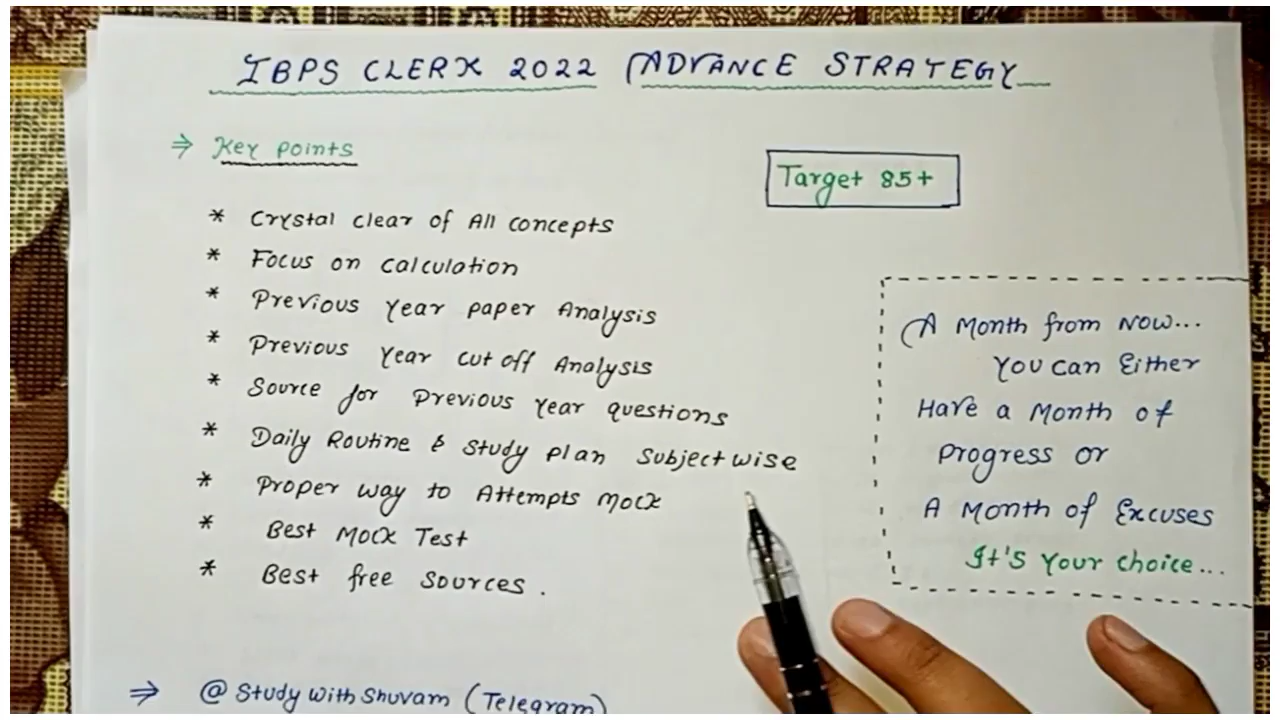 IBPS CLERK 2022 ADVANCE STRATEGY
⇒ Key points
Target 85+
* Crystal clear of All concepts
* Focus on calculation
* Previous Year paper Analysis
* Previous Year cut off Analysis
* Source for Previous Year questions
* Daily Routine & Study plan Subjectwise
* Proper way to Attempts mock
* Best Mock Test
* Best free Sources.
A Month from Now...
You can Either
Have a Month of
Progress or
A Month of Excuses
It's Your choice...
⇒ @ Study with Shuvam (Telegram)